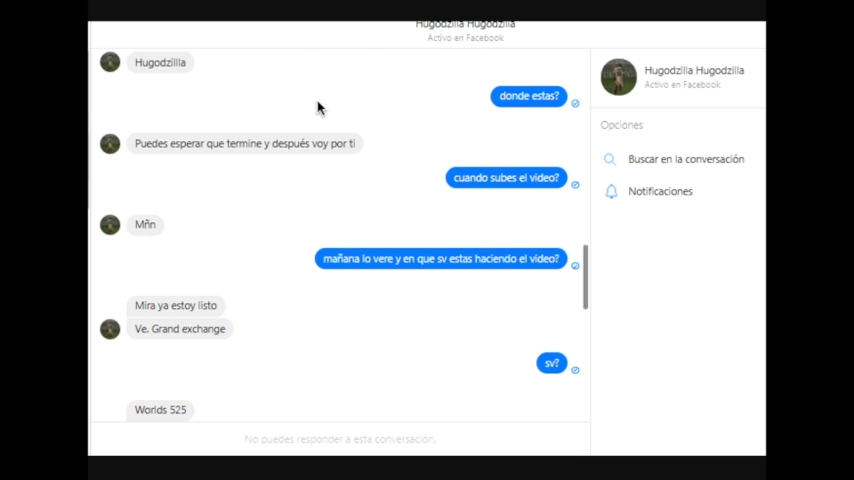 Hugodzilla Hugodzilla
Activo en Facebook
Hugodzillla
donde estas?
Puedes esperar que termine y después voy por ti
cuando subes el video?
Mñn
mañana lo vere y en que sv estas haciendo el video?
Mira ya estoy listo
Ve. Grand exchange
sv?
Worlds 525
No puedes responder a esta conversación.
Hugodzilla Hugodzilla
Activo en Facebook
Opciones
Buscar en la conversación
Notificaciones